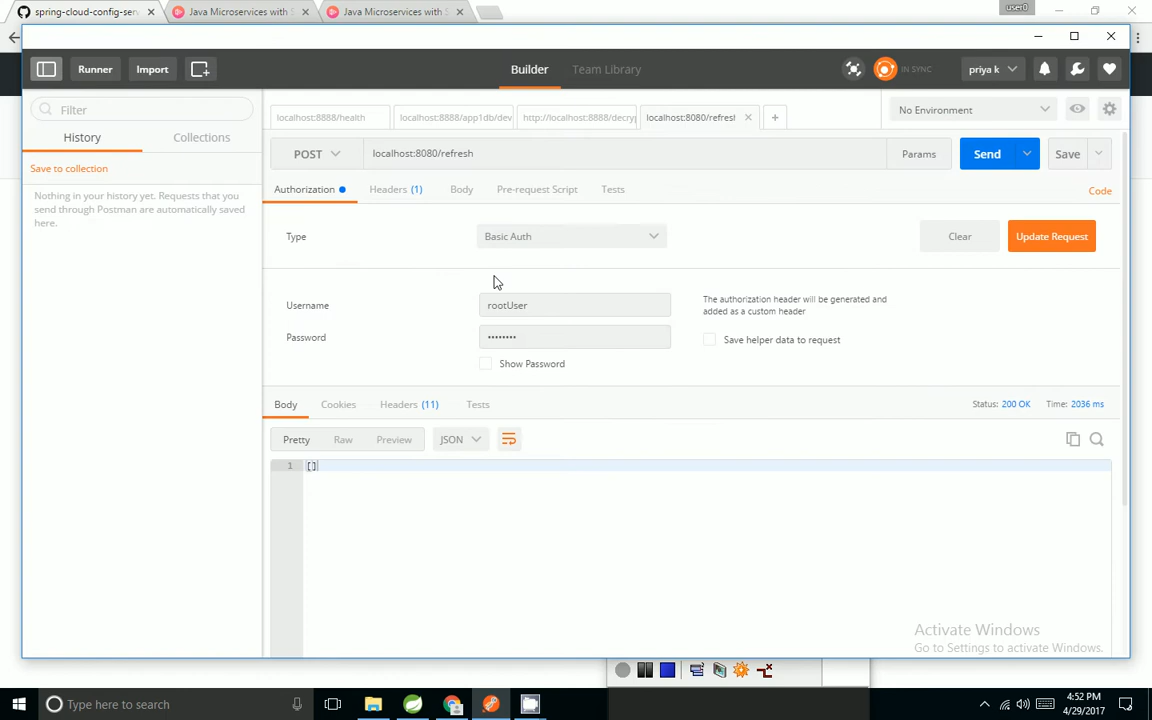 spring-cloud-config-ser
Java Microservices with S
Java Microservices with S
user0
Runner
Import
Builder
Team Library
IN SYNC
priya k
Filter
History
Collections
Save to collection
Nothing in your history yet. Requests that you
send through Postman are automatically saved
here.
localhost:8888/health
localhost:8888/app1db/dev
http://localhost:8888/decryp
localhost:8080/refresh
No Environment
POST
localhost:8080/refresh
Params
Send
Save
Authorization
Headers (1)
Body
Pre-request Script
Tests
Code
Type
Basic Auth
Clear
Update Request
Username
rootUser
The authorization header will be generated and
added as a custom header
Password
••••••••
Save helper data to request
Show Password
Body
Cookies
Headers (11)
Tests
Status: 200 OK
Time: 2036 ms
Pretty
Raw
Preview
JSON
1
[]
Activate Windows
Go to Settings to activate Windows.
Type here to search
4:52 PM
4/29/2017